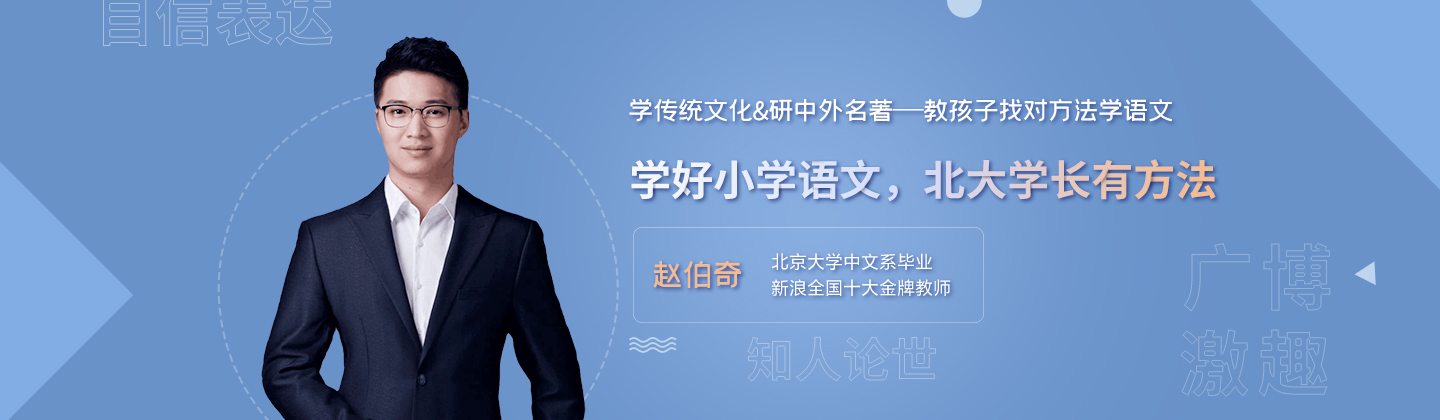 自信表达
学传统文化&研中外名著——教孩子找对方法学语文
学好小学语文，北大学长有方法
赵伯奇
北京大学中文系毕业
新浪全国十大金牌教师
广博
激趣
知人论世